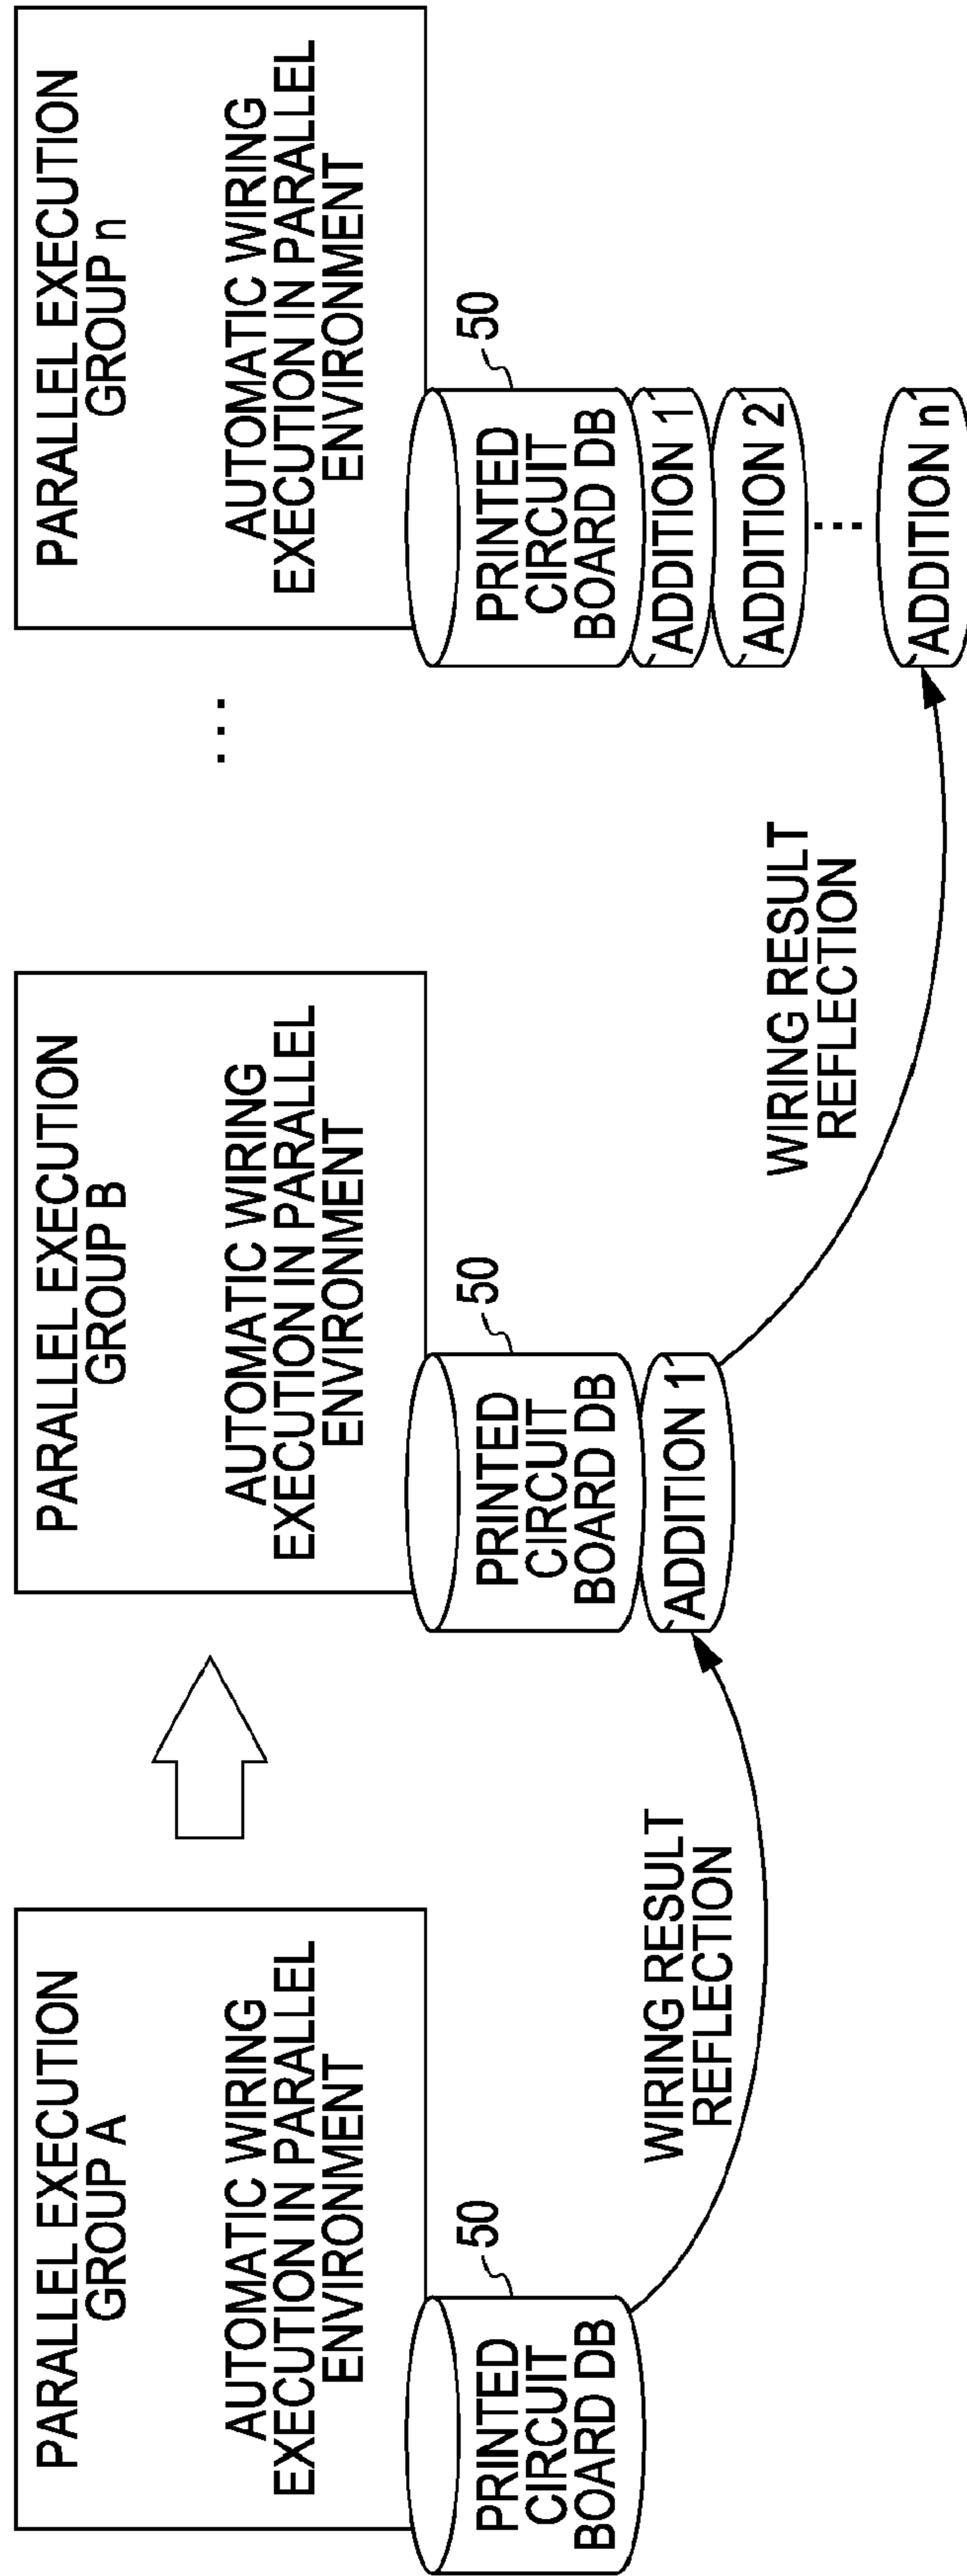 PARALLEL EXECUTION
GROUP A
AUTOMATIC WIRING
EXECUTION IN PARALLEL
ENVIRONMENT
50
PRINTED
CIRCUIT
BOARD DB
WIRING RESULT
REFLECTION
PARALLEL EXECUTION
GROUP B
AUTOMATIC WIRING
EXECUTION IN PARALLEL
ENVIRONMENT
50
PRINTED
CIRCUIT
BOARD DB
ADDITION 1
WIRING RESULT
REFLECTION
...
PARALLEL EXECUTION
GROUP n
AUTOMATIC WIRING
EXECUTION IN PARALLEL
ENVIRONMENT
50
PRINTED
CIRCUIT
BOARD DB
ADDITION 1
ADDITION 2
...
ADDITION n